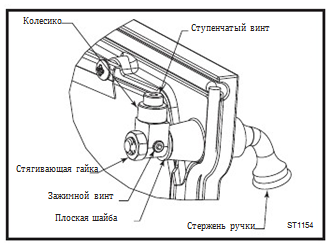 Колесико
Ступенчатый винт
Стягивающая гайка
Зажимной винт
Плоская шайба
Стержень ручки
ST1154